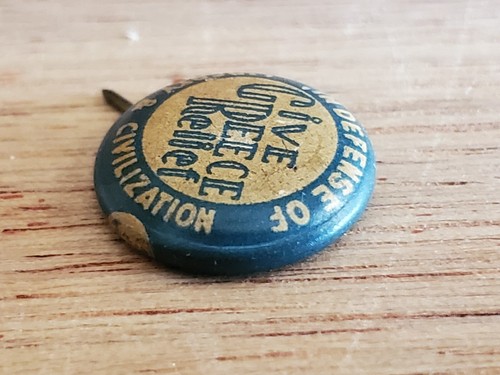 GIVE
GREECE
Relief
DEFENSE OF
CIVILIZATION